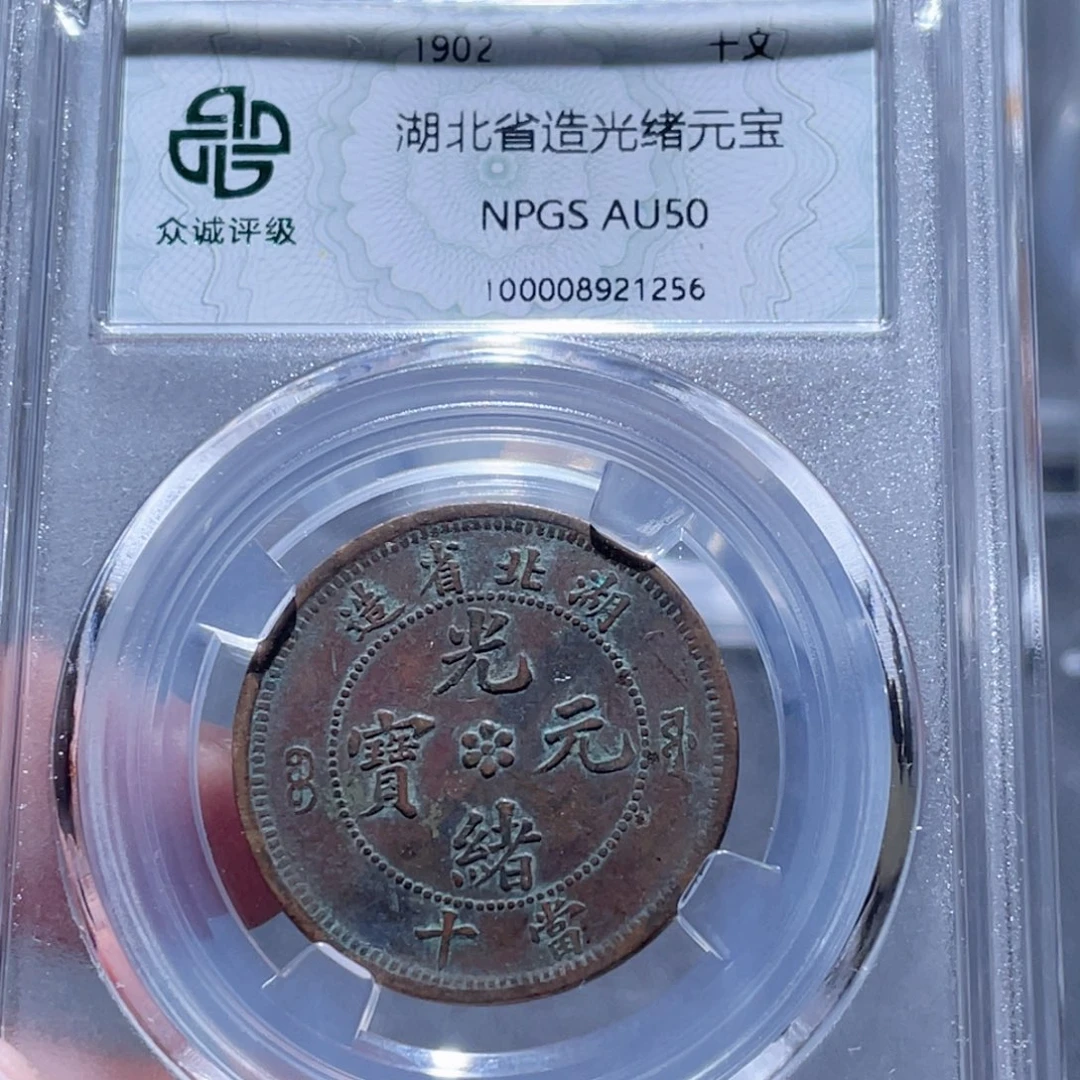 1902 十文
湖北省造光绪元宝
众诚评级
NPGS AU50
100008921256
湖北省造
光緒元寶
當十